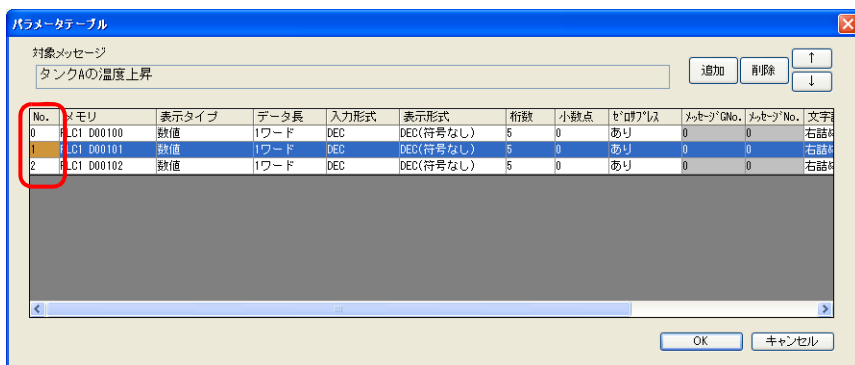 パラメータテーブル
対象メッセージ
タンクAの温度上昇
追加 削除 ↑
↓
No. メモリ 表示タイプ データ長 入力形式 表示形式 桁数 小数点 ゼロサプレス メッセージGNo. メッセージNo. 文字
0 PLC1 D00100 数値 1ワード DEC DEC(符号なし) 5 0 あり 0 0 右詰め
1 PLC1 D00101 数値 1ワード DEC DEC(符号なし) 5 0 あり 0 0 右詰め
2 PLC1 D00102 数値 1ワード DEC DEC(符号なし) 5 0 あり 0 0 右詰め
OK キャンセル